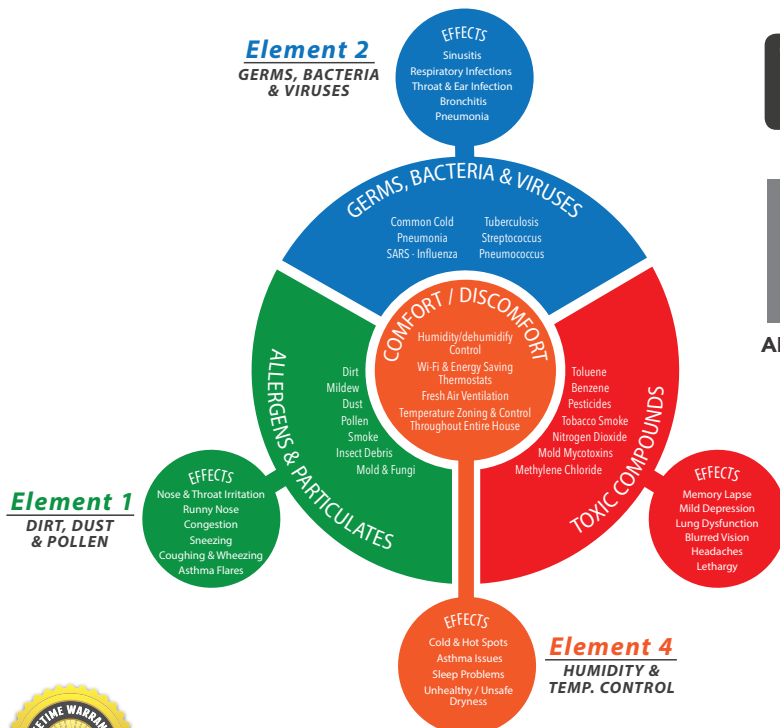 Element 2
GERMS, BACTERIA
& VIRUSES
EFFECTS
Sinusitis
Respiratory Infections
Throat & Ear Infection
Bronchitis
Pneumonia
GERMS, BACTERIA & VIRUSES
Common Cold
Pneumonia
SARS - Influenza
Tuberculosis
Streptococcus
Pneumococcus
COMFORT / DISCOMFORT
Humidity/dehumidify
Control
Wi-Fi & Energy Saving
Thermostats
Fresh Air Ventilation
Temperature Zoning & Control
Throughout Entire House
ALLERGENS & PARTICULATES
Dirt
Mildew
Dust
Pollen
Smoke
Insect Debris
Mold & Fungi
TOXIC COMPOUNDS
Toluene
Benzene
Pesticides
Tobacco Smoke
Nitrogen Dioxide
Mold Mycotoxins
Methylene Chloride
Element 1
DIRT, DUST
& POLLEN
EFFECTS
Nose & Throat Irritation
Runny Nose
Congestion
Sneezing
Coughing & Wheezing
Asthma Flares
EFFECTS
Memory Lapse
Mild Depression
Lung Dysfunction
Blurred Vision
Headaches
Lethargy
EFFECTS
Cold & Hot Spots
Asthma Issues
Sleep Problems
Unhealthy / Unsafe
Dryness
Element 4
HUMIDITY &
TEMP. CONTROL